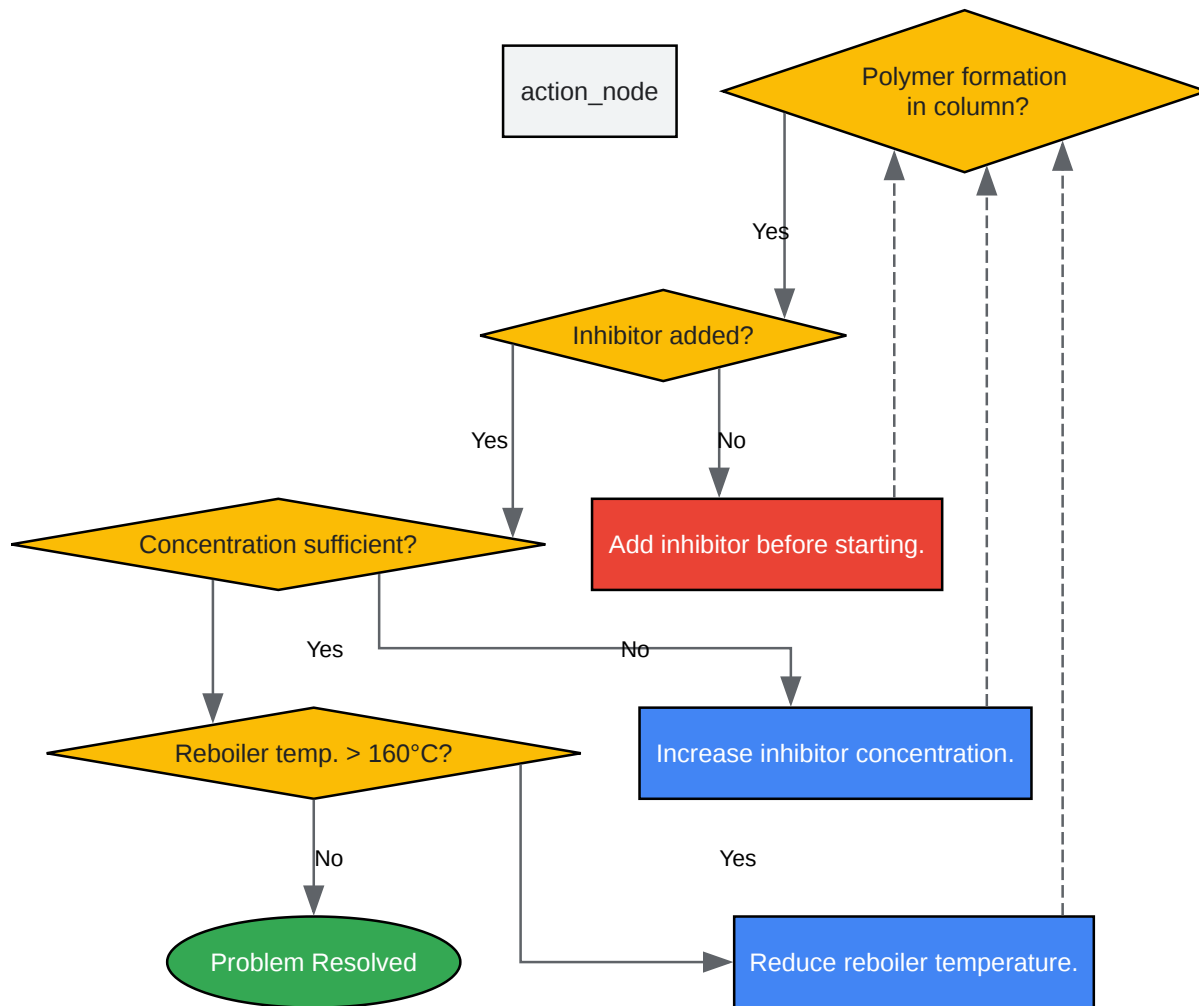 action_node
Polymer formation
in column?
Yes
Inhibitor added?
Yes
No
Concentration sufficient?
Add inhibitor before starting.
Yes
No
Reboiler temp. > 160°C?
Increase inhibitor concentration.
No
Yes
Problem Resolved
Reduce reboiler temperature.